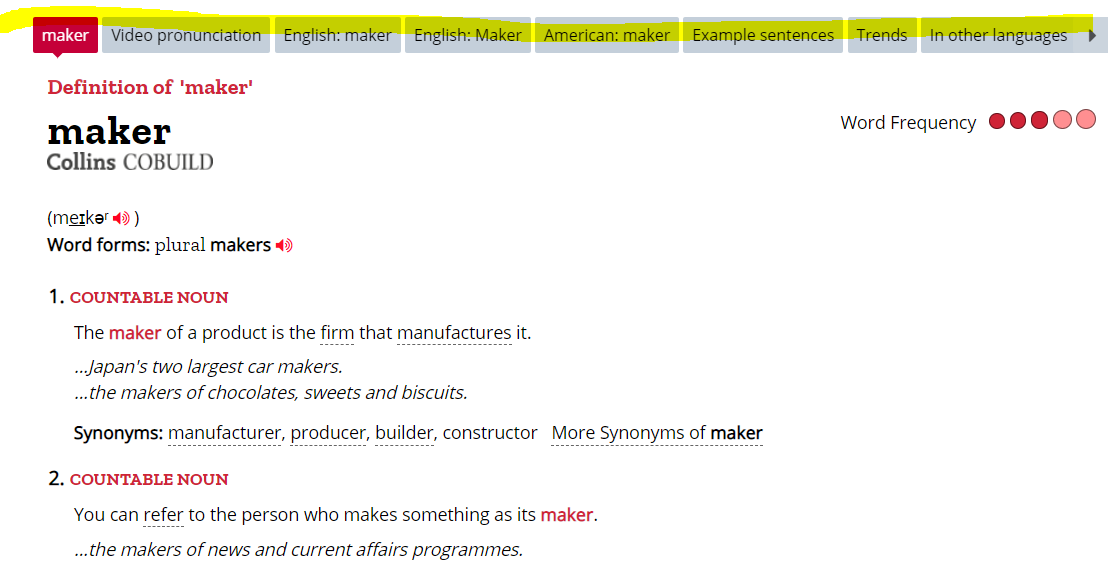 maker Video pronunciation English: maker English: Maker American: maker Example sentences Trends In other languages
Definition of 'maker'
maker
Word Frequency
Collins COBUILD
(meɪkəʳ )
Word forms: plural makers
1. COUNTABLE NOUN
The maker of a product is the firm that manufactures it.
...Japan's two largest car makers.
...the makers of chocolates, sweets and biscuits.
Synonyms: manufacturer, producer, builder, constructor More Synonyms of maker
2. COUNTABLE NOUN
You can refer to the person who makes something as its maker.
...the makers of news and current affairs programmes.